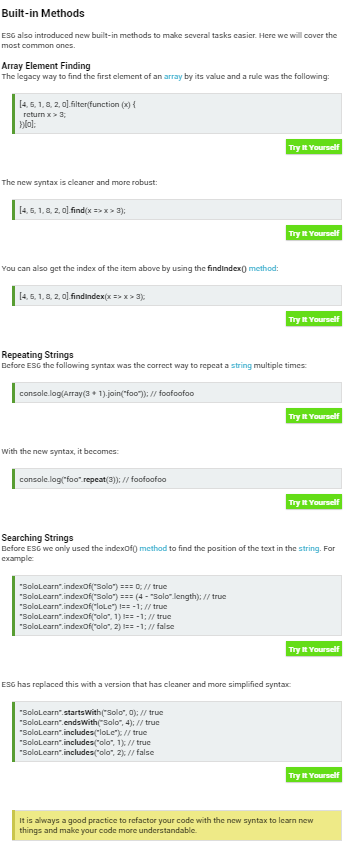 Built-in Methods
ES6 also introduced new built-in methods to make several tasks easier. Here we will cover the
most common ones.
Array Element Finding
The legacy way to find the first element of an array by its value and a rule was the following:
[4, 5, 1, 8, 2, 0].filter(function (x) {
return x > 3;
})[0];
Try It Yourself
The new syntax is cleaner and more robust:
[4, 5, 1, 8, 2, 0].find(x => x > 3);
Try It Yourself
You can also get the index of the item above by using the findIndex() method:
[4, 5, 1, 8, 2, 0].findIndex(x => x > 3);
Try It Yourself
Repeating Strings
Before ES6 the following syntax was the correct way to repeat a string multiple times:
console.log(Array(3 + 1).join("foo")); // foofoofoo
Try It Yourself
With the new syntax, it becomes:
console.log("foo".repeat(3)); // foofoofoo
Try It Yourself
Searching Strings
Before ES6 we only used the indexOf() method to find the position of the text in the string. For
example:
"SoloLearn".indexOf("Solo") === 0; // true
"SoloLearn".indexOf("Solo") === (4 - "Solo".length); // true
"SoloLearn".indexOf("loLe") !== -1; // true
"SoloLearn".indexOf("olo", 1) !== -1; // true
"SoloLearn".indexOf("olo", 2) !== -1; // false
Try It Yourself
ES6 has replaced this with a version that has cleaner and more simplified syntax:
"SoloLearn".startsWith("Solo", 0); // true
"SoloLearn".endsWith("Solo", 4); // true
"SoloLearn".includes("loLe"); // true
"SoloLearn".includes("olo", 1); // true
"SoloLearn".includes("olo", 2); // false
Try It Yourself
It is always a good practice to refactor your code with the new syntax to learn new
things and make your code more understandable.